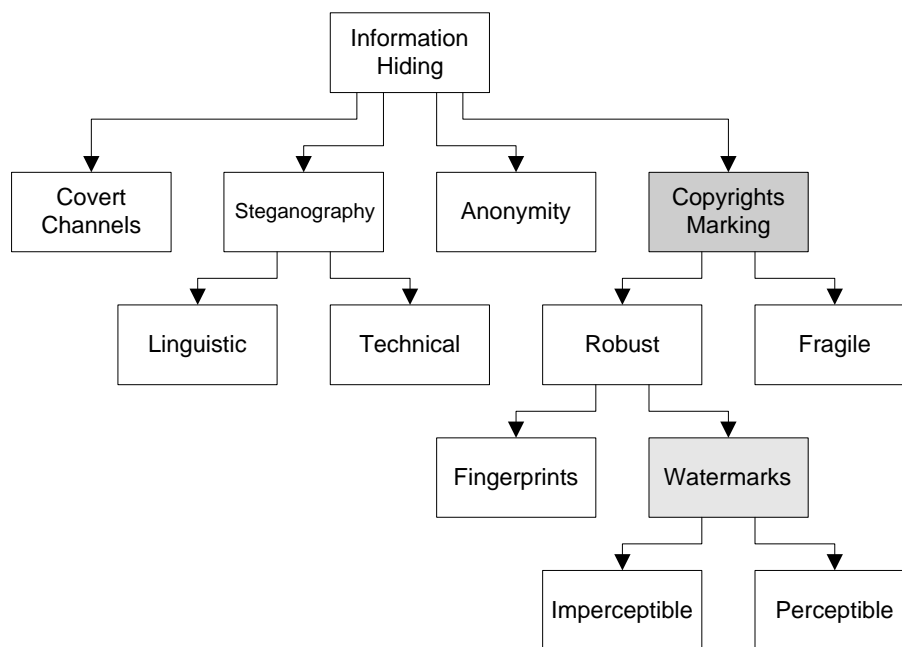 Information
Hiding
Covert
Channels
Steganography
Anonymity
Copyrights
Marking
Linguistic
Technical
Robust
Fragile
Fingerprints
Watermarks
Imperceptible
Perceptible